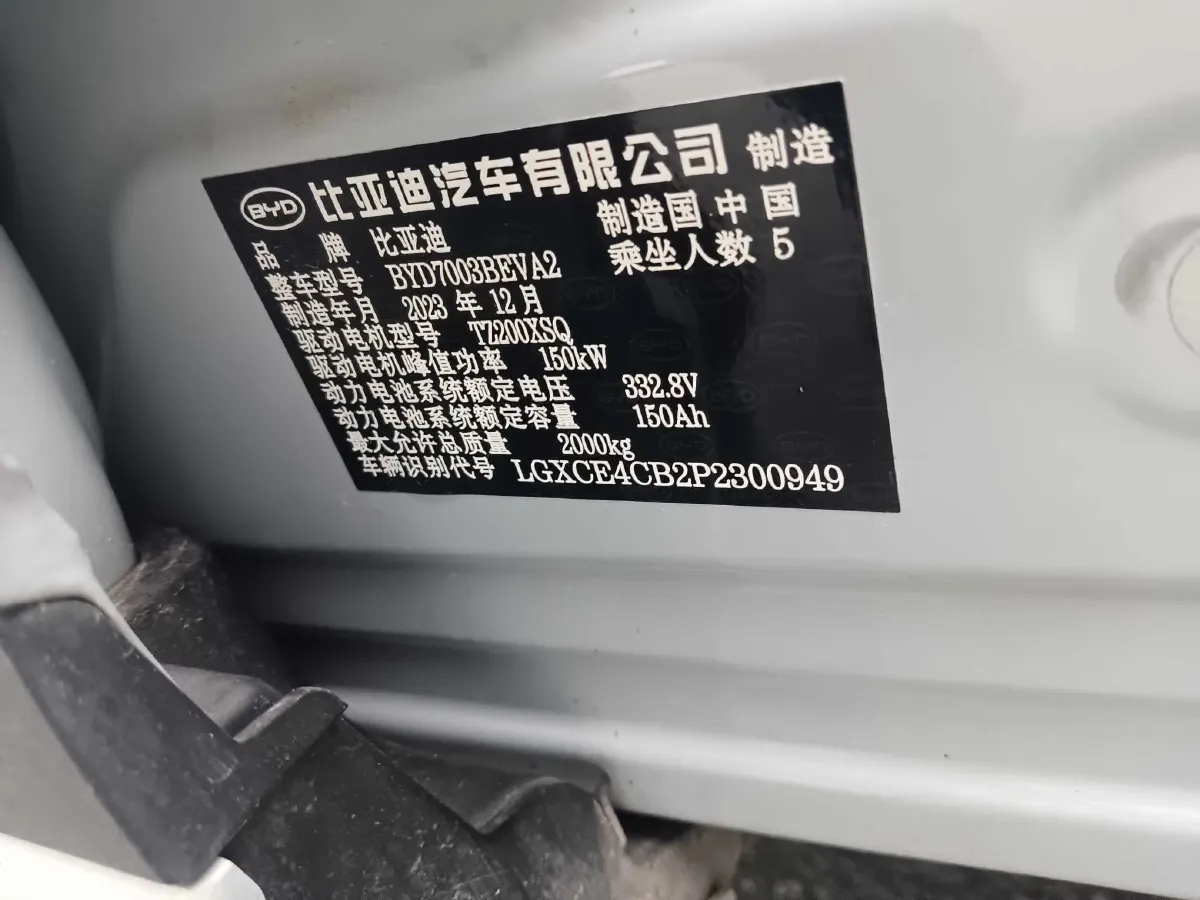 BYD 比亚迪汽车有限公司 制造
品牌 比亚迪 制造国 中国
整车型号 BYD7003BEVA2 乘坐人数 5
制造年月 2023 年 12 月
驱动电机型号 TZ200XSQ
驱动电机峰值功率 150kW
动力电池系统额定电压 332.8V
动力电池系统额定容量 150Ah
最大允许总质量 2000kg
车辆识别代号 LGXCE4CB2P2300949